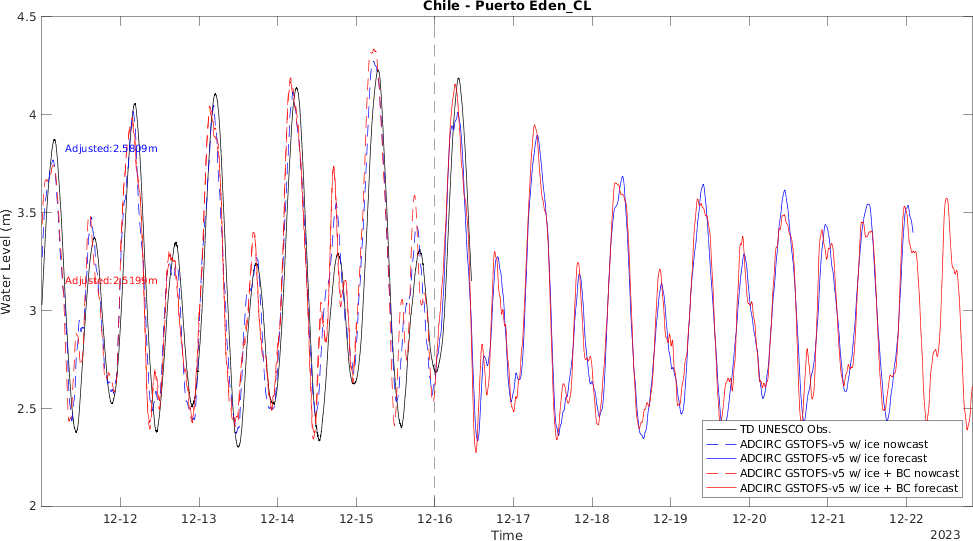 Chile - Puerto Eden_CL
4.5
4
3.5
3
2.5
2
Water Level (m)
Adjusted:2.5809m
Adjusted:2.5199m
TD UNESCO Obs.
ADCIRC GSTOFS-v5 w/ ice nowcast
ADCIRC GSTOFS-v5 w/ ice forecast
ADCIRC GSTOFS-v5 w/ ice + BC nowcast
ADCIRC GSTOFS-v5 w/ ice + BC forecast
12-12 12-13 12-14 12-15 12-16 12-17 12-18 12-19 12-20 12-21 12-22
Time
2023